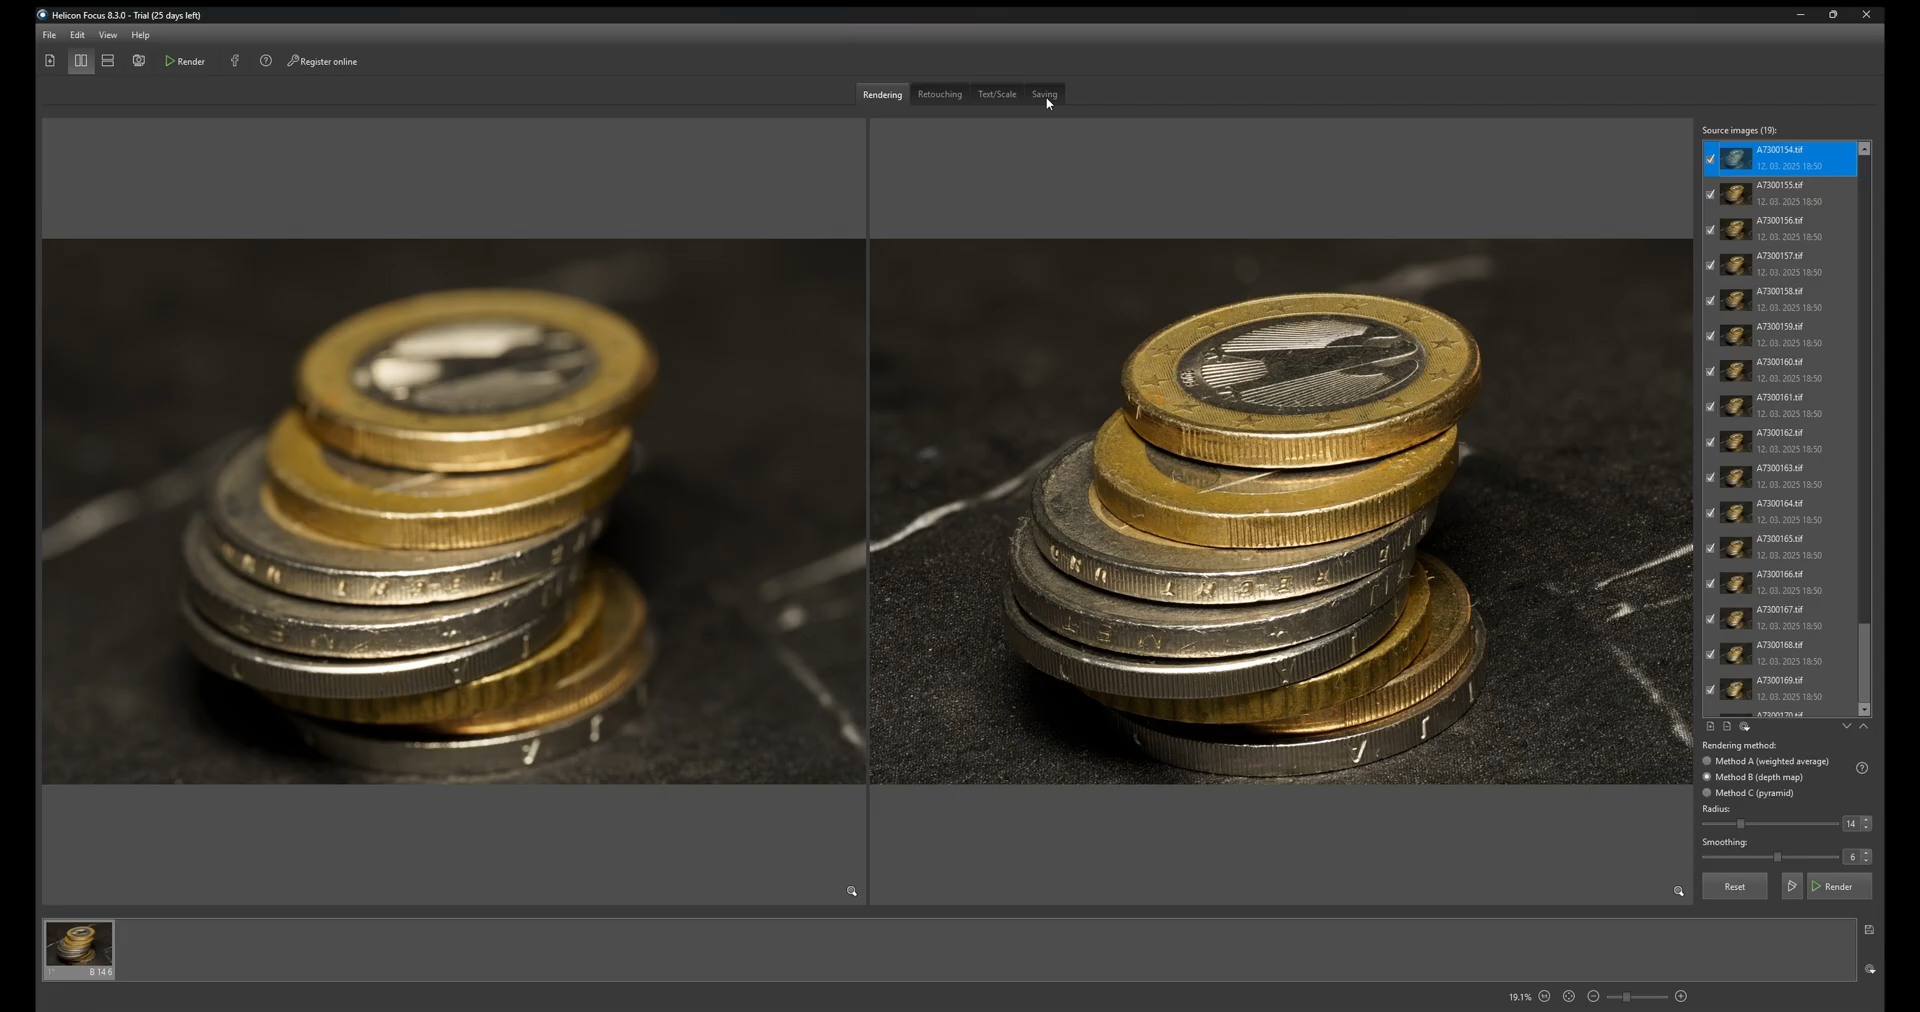 Helicon Focus 8.3.0 - Trial (25 days left)
File Edit View Help
Render Register online
Rendering Retouching Text/Scale Saving
Source images (19):
A7300154.tif
12. 03. 2025 18:50
A7300155.tif
12. 03. 2025 18:50
A7300156.tif
12. 03. 2025 18:50
A7300157.tif
12. 03. 2025 18:50
A7300158.tif
12. 03. 2025 18:50
A7300159.tif
12. 03. 2025 18:50
A7300160.tif
12. 03. 2025 18:50
A7300161.tif
12. 03. 2025 18:50
A7300162.tif
12. 03. 2025 18:50
A7300163.tif
12. 03. 2025 18:50
A7300164.tif
12. 03. 2025 18:50
A7300165.tif
12. 03. 2025 18:50
A7300166.tif
12. 03. 2025 18:50
A7300167.tif
12. 03. 2025 18:50
A7300168.tif
12. 03. 2025 18:50
A7300169.tif
12. 03. 2025 18:50
A7300170.tif
Rendering method:
Method A (weighted average)
Method B (depth map)
Method C (pyramid)
Radius:
14
Smoothing:
6
Reset Render
B 14 6
19.1%